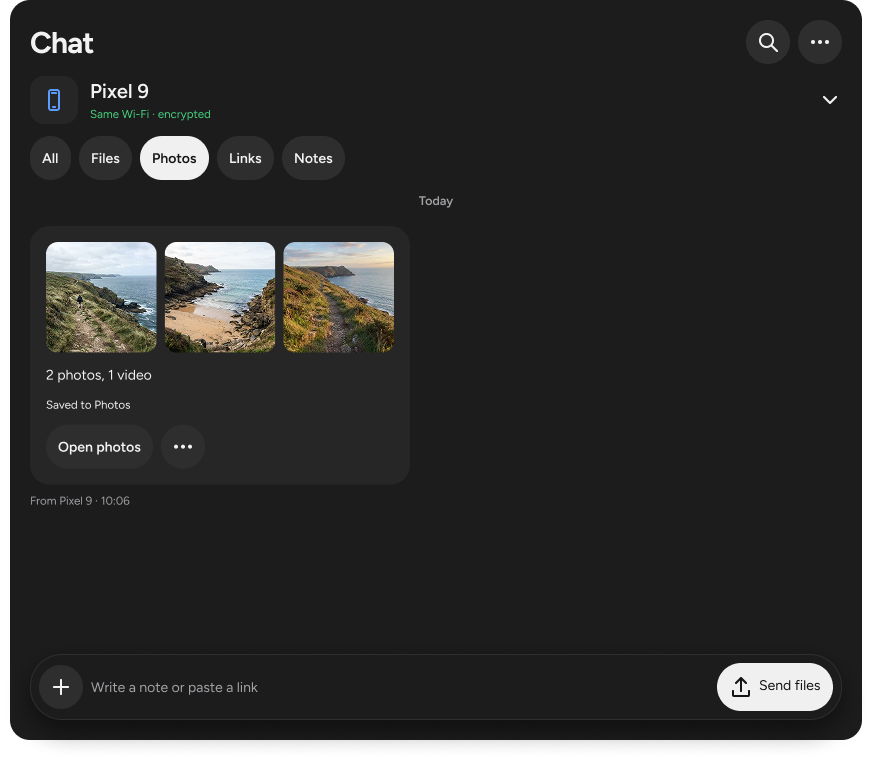 Chat
Pixel 9
Same Wi-Fi · encrypted
All
Files
Photos
Links
Notes
Today
2 photos, 1 video
Saved to Photos
Open photos
From Pixel 9 · 10:06
Write a note or paste a link
Send files